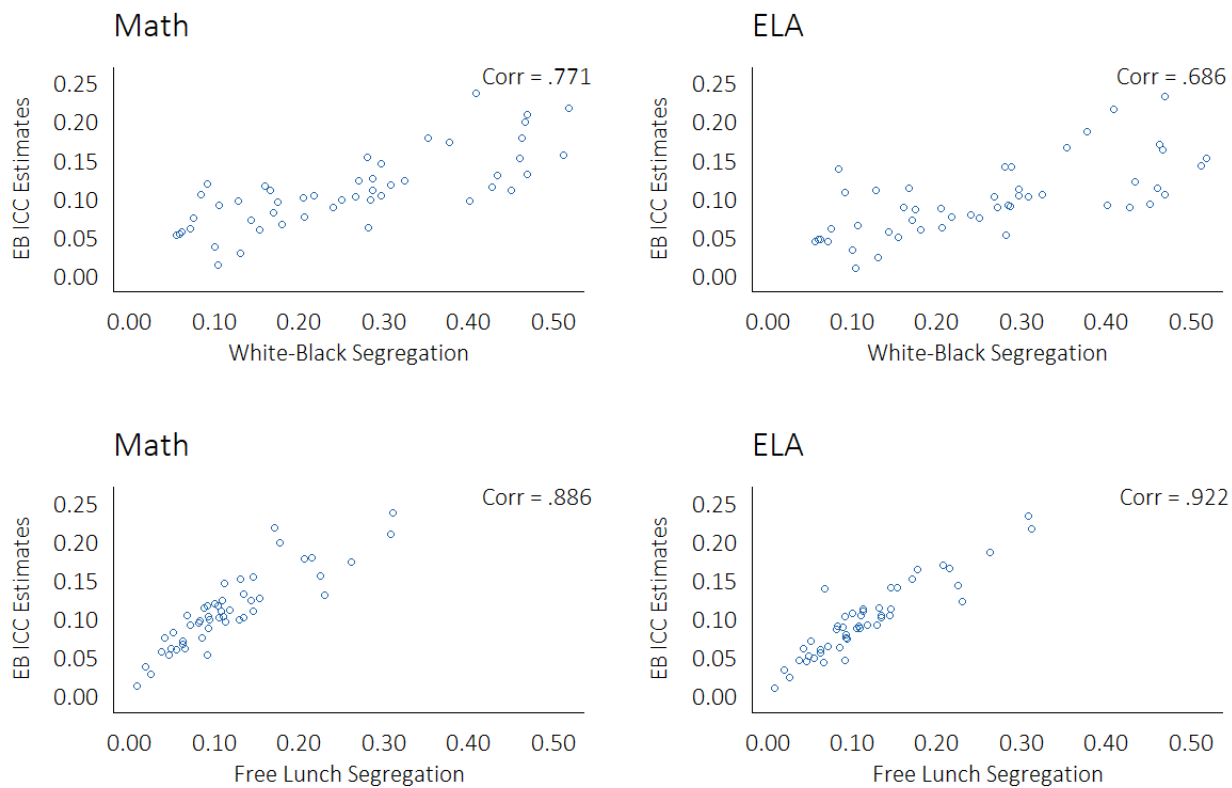 Math
Corr = .771
EB ICC Estimates
0.25
0.20
0.15
0.10
0.05
0.00
0.00 0.10 0.20 0.30 0.40 0.50
White-Black Segregation
ELA
Corr = .686
EB ICC Estimates
0.25
0.20
0.15
0.10
0.05
0.00
0.00 0.10 0.20 0.30 0.40 0.50
White-Black Segregation
Math
Corr = .886
EB ICC Estimates
0.25
0.20
0.15
0.10
0.05
0.00
0.00 0.10 0.20 0.30 0.40 0.50
Free Lunch Segregation
ELA
Corr = .922
EB ICC Estimates
0.25
0.20
0.15
0.10
0.05
0.00
0.00 0.10 0.20 0.30 0.40 0.50
Free Lunch Segregation